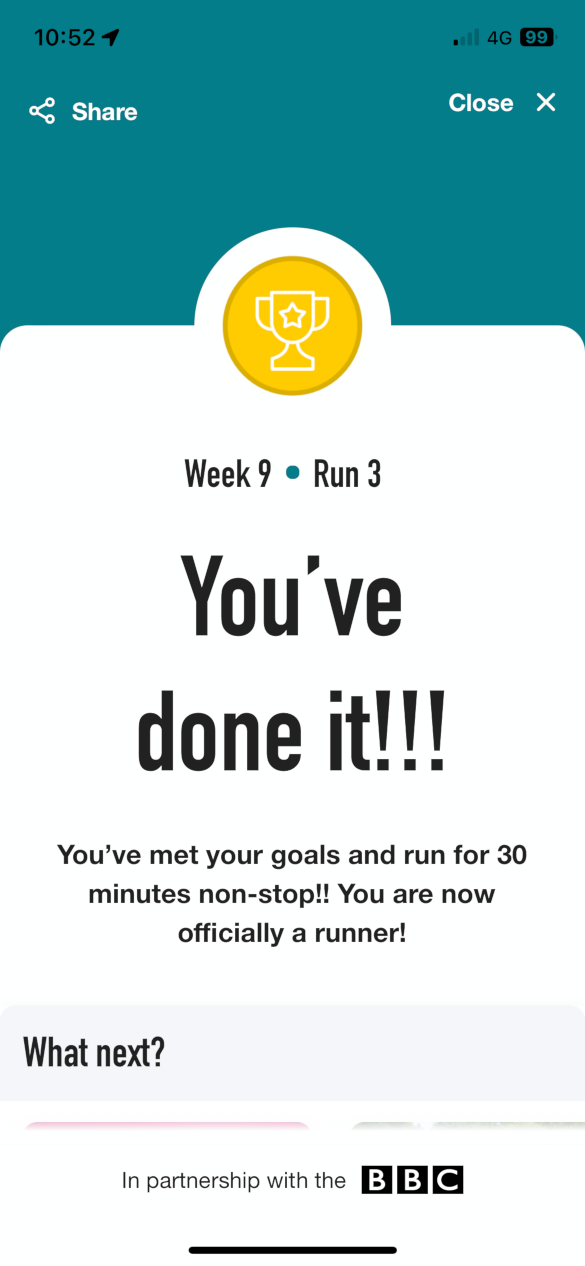 10:52 4G 99
Share Close
Week 9 • Run 3
You've
done it!!!
You've met your goals and run for 30
minutes non-stop!! You are now
officially a runner!
What next?
In partnership with the BBC